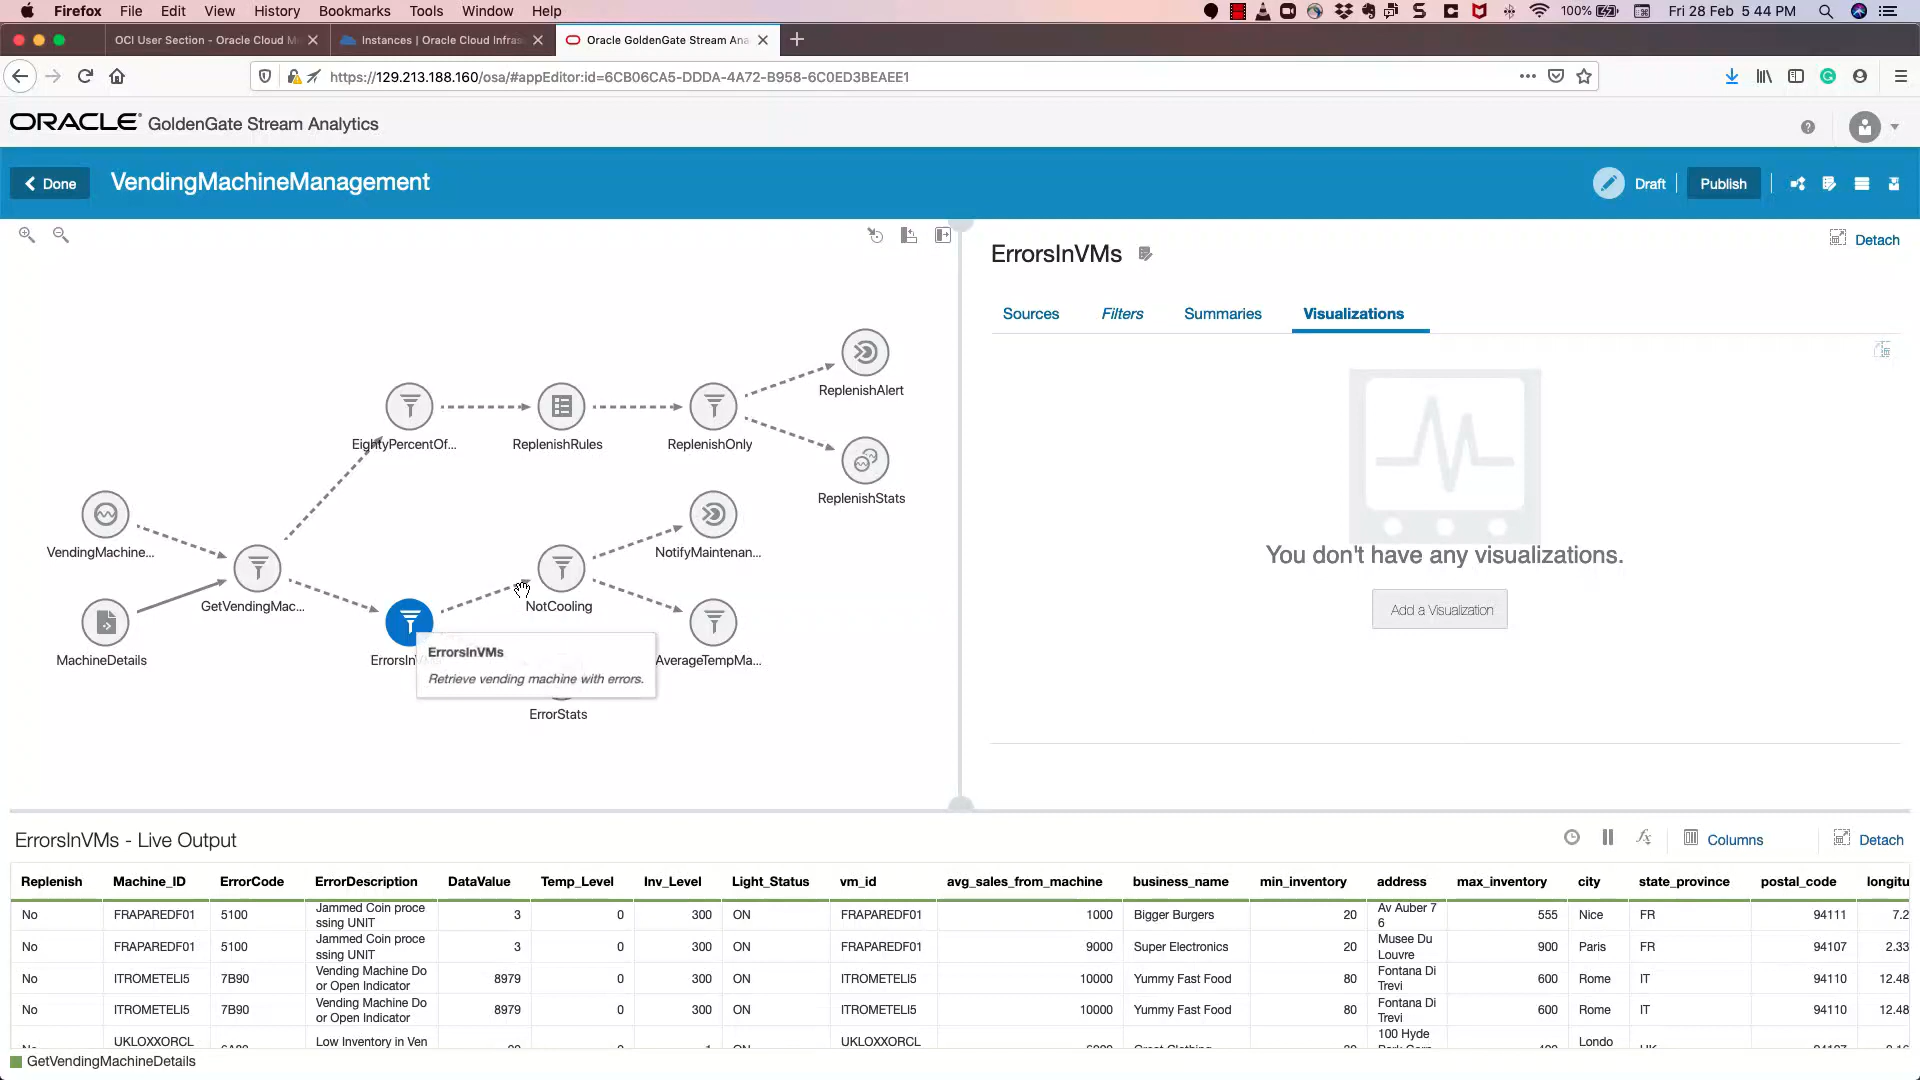 Firefox File Edit View History Bookmarks Tools Window Help 100% Fri 28 Feb 5:44 PM
OCI User Section - Oracle Cloud M
Instances | Oracle Cloud Infras
Oracle GoldenGate Stream Ana
https://129.213.188.160/osa/#appEditor:id=6CB06CA5-DDDA-4A72-B958-6C0ED3BEAEE1
ORACLE GoldenGate Stream Analytics
Done VendingMachineManagement Draft Publish
ErrorsInVMs
Detach
Sources Filters Summaries Visualizations
You don't have any visualizations.
Add a Visualization
ReplenishAlert
EightyPercentOf...
ReplenishRules
ReplenishOnly
ReplenishStats
VendingMachine...
NotifyMaintenan...
GetVendingMac...
NotCooling
MachineDetails
ErrorsIn
AverageTempMa...
ErrorsInVMs
Retrieve vending machine with errors.
ErrorStats
ErrorsInVMs - Live Output Columns Detach
Replenish Machine_ID ErrorCode ErrorDescription DataValue Temp_Level Inv_Level Light_Status vm_id avg_sales_from_machine business_name min_inventory address max_inventory city state_province postal_code longitu
No FRAPAREDF01 5100 Jammed Coin proce 3 0 300 ON FRAPAREDF01 1000 Bigger Burgers 20 Av Auber 7 555 Nice FR 94111 7.2
ssing UNIT 6
No FRAPAREDF01 5100 Jammed Coin proce 3 0 300 ON FRAPAREDF01 9000 Super Electronics 20 Musee Du 900 Paris FR 94107 2.33
ssing UNIT Louvre
No ITROMETELI5 7B90 Vending Machine Do 8979 0 300 ON ITROMETELI5 10000 Yummy Fast Food 80 Fontana Di 600 Rome IT 94110 12.48
or Open Indicator Trevi
No ITROMETELI5 7B90 Vending Machine Do 8979 0 300 ON ITROMETELI5 10000 Yummy Fast Food 80 Fontana Di 600 Rome IT 94110 12.48
or Open Indicator Trevi
UKLOXXORCL Low Inventory in Ven UKLOXXORCL 100 Hyde Londo
GetVendingMachineDetails